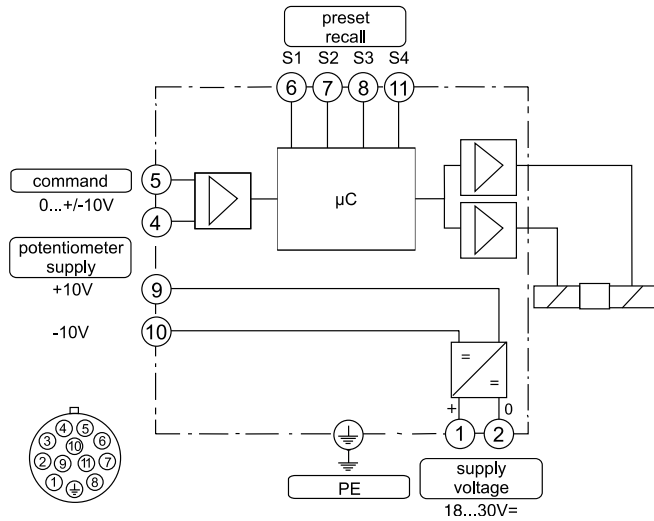 preset
recall
S1 S2 S3 S4
6 7 8 11
command
0...+/-10V
5
4
µC
potentiometer
supply
+10V
9
-10V
10
=
=
+ 0
1 2
PE
supply
voltage
18...30V=
4 5
3 10 6
2 9 11 7
1 8